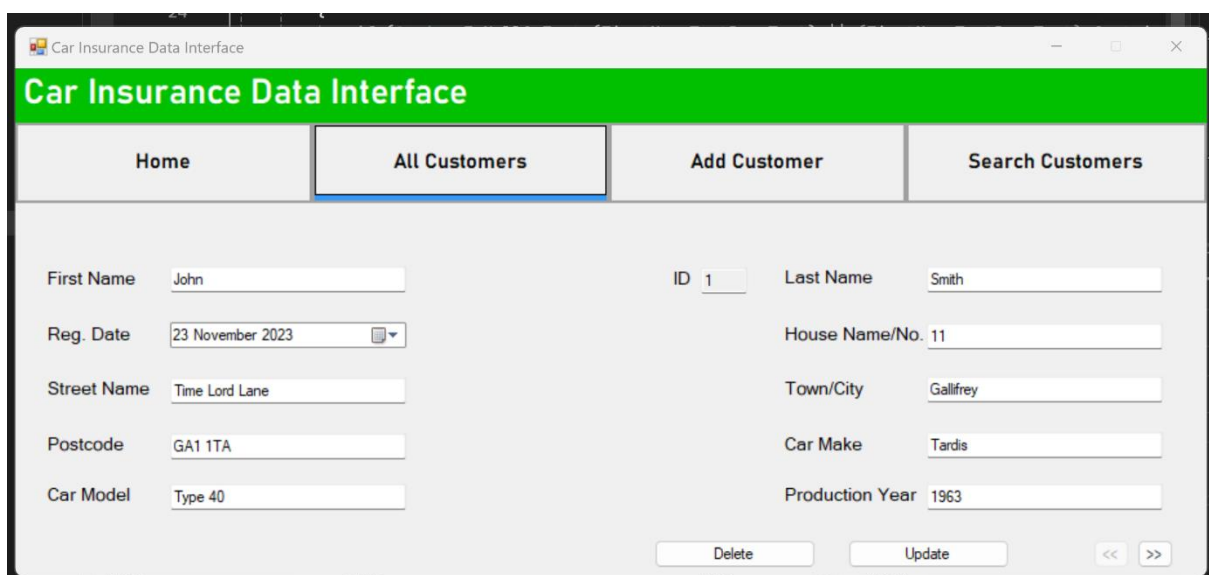 24 {
Car Insurance Data Interface
Car Insurance Data Interface
Home All Customers Add Customer Search Customers
First Name John ID 1 Last Name Smith
Reg. Date 23 November 2023 House Name/No. 11
Street Name Time Lord Lane Town/City Gallifrey
Postcode GA1 1TA Car Make Tardis
Car Model Type 40 Production Year 1963
Delete Update << >>